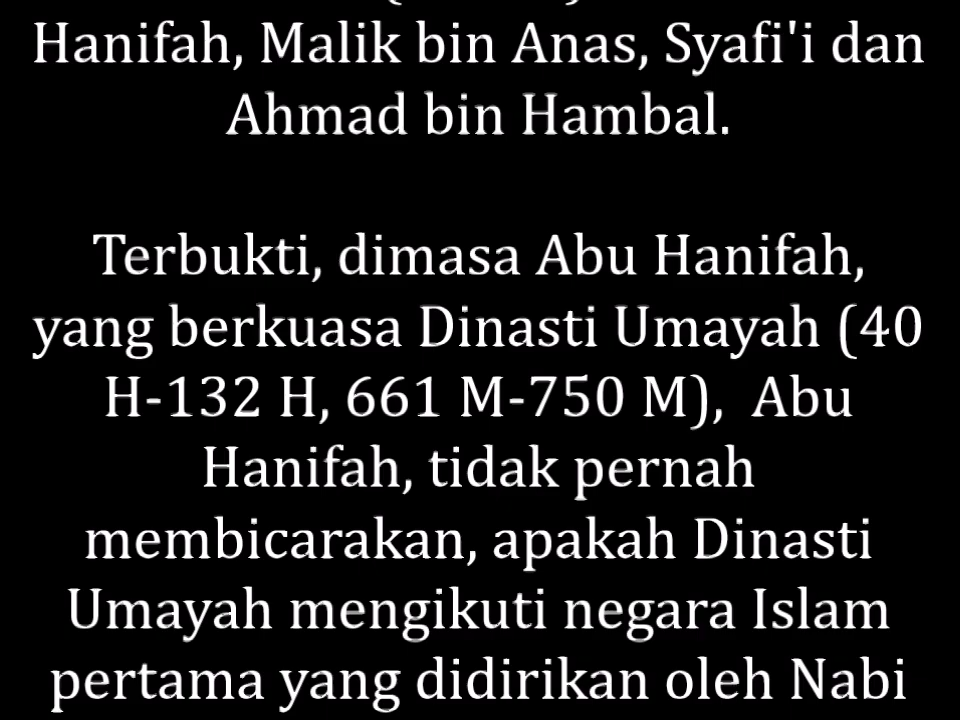 Hanifah, Malik bin Anas, Syafi'i dan
Ahmad bin Hambal.
Terbukti, dimasa Abu Hanifah,
yang berkuasa Dinasti Umayah (40
H-132 H, 661 M-750 M),  Abu
Hanifah, tidak pernah
membicarakan, apakah Dinasti
Umayah mengikuti negara Islam
pertama yang didirikan oleh Nabi